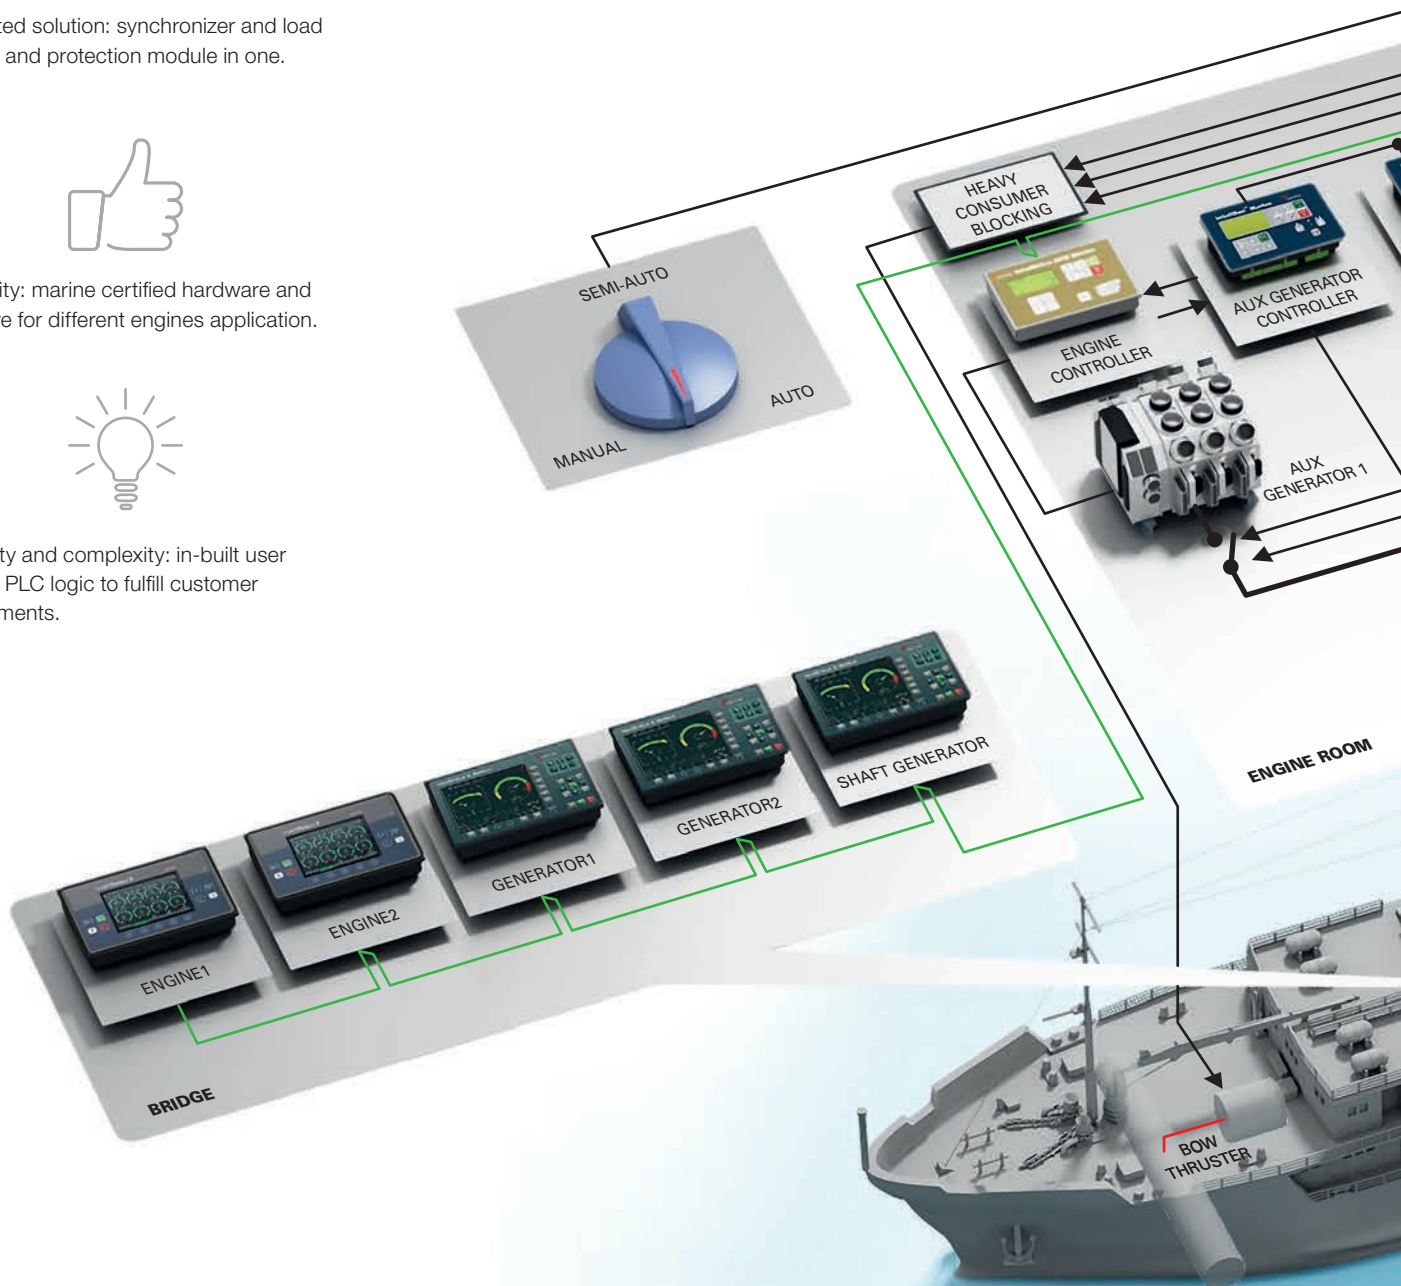 ted solution: synchronizer and load
and protection module in one.
ity: marine certified hardware and
re for different engines application.
ty and complexity: in-built user
PLC logic to fulfill customer
ments.
SEMI-AUTO
AUTO
MANUAL
HEAVY
CONSUMER
BLOCKING
ENGINE
CONTROLLER
AUX GENERATOR
CONTROLLER
AUX
GENERATOR 1
ENGINE ROOM
SHAFT GENERATOR
GENERATOR2
GENERATOR1
ENGINE2
ENGINE1
BRIDGE
BOW
THRUSTER